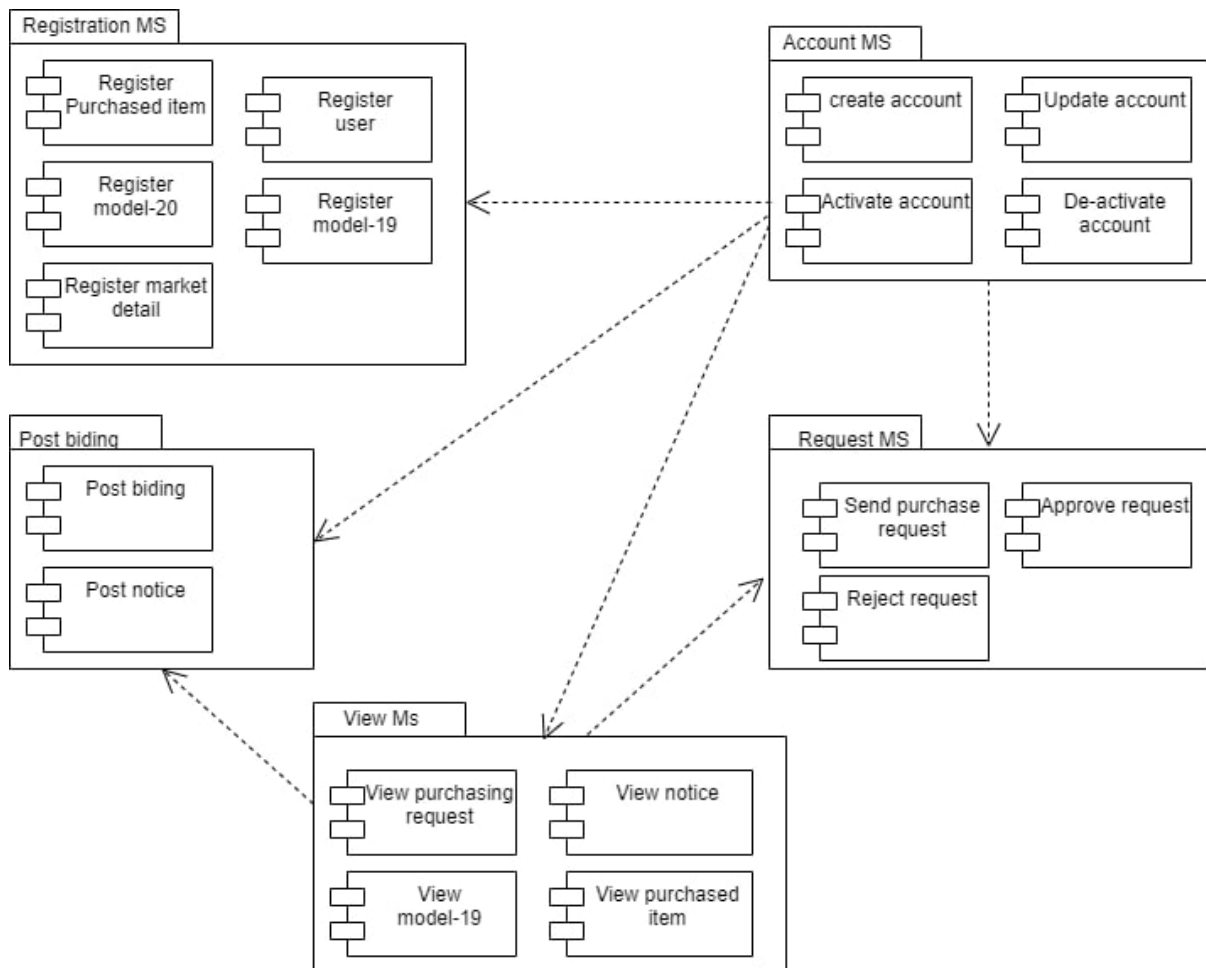 Registration MS
Register
Purchased item
Register
user
Register
model-20
Register
model-19
Register market
detail
Account MS
create account
Update account
Activate account
De-activate
account
Post biding
Post biding
Post notice
Request MS
Send purchase
request
Approve request
Reject request
View Ms
View purchasing
request
View notice
View
model-19
View purchased
item